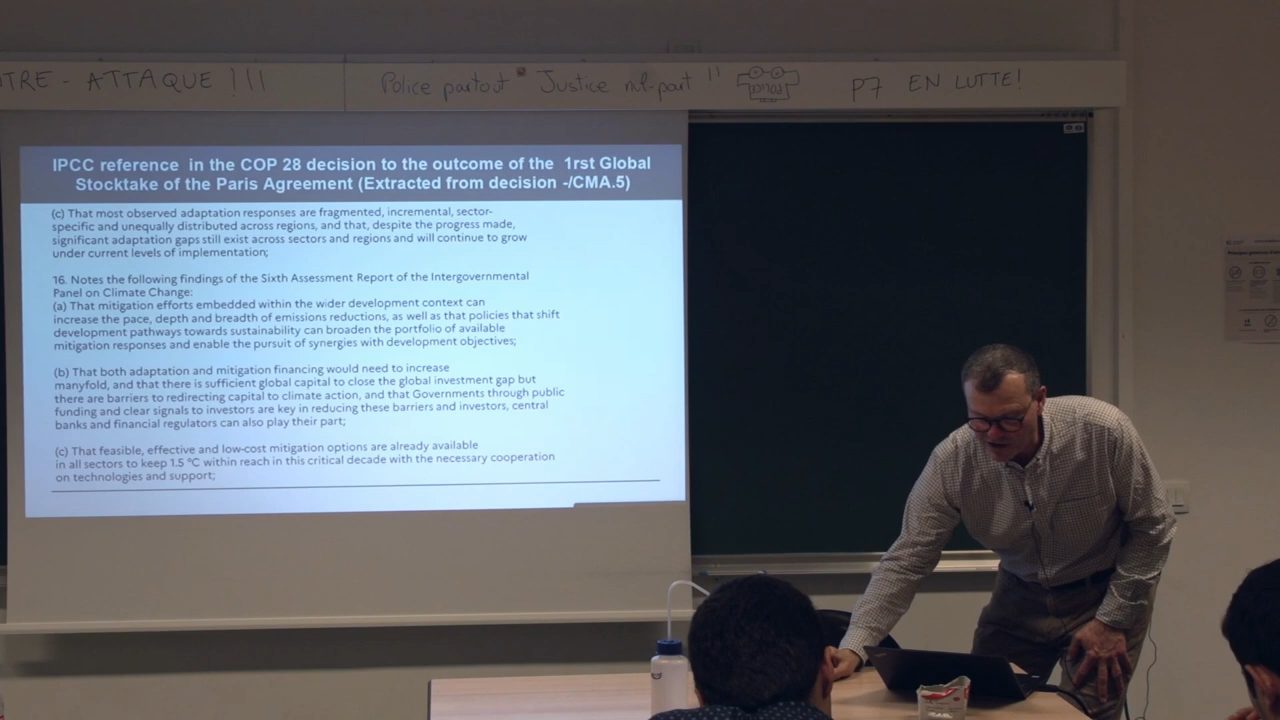 TRE - ATTAQUE !!!
Police partout Justice nul-part !!
P7 EN LUTTE!
IPCC reference in the COP 28 decision to the outcome of the 1rst Global
Stocktake of the Paris Agreement (Extracted from decision -/CMA.5)
(c) That most observed adaptation responses are fragmented, incremental, sector-
specific and unequally distributed across regions, and that, despite the progress made,
significant adaptation gaps still exist across sectors and regions and will continue to grow
under current levels of implementation;
16. Notes the following findings of the Sixth Assessment Report of the Intergovernmental
Panel on Climate Change:
(a) That mitigation efforts embedded within the wider development context can
increase the pace, depth and breadth of emissions reductions, as well as that policies that shift
development pathways towards sustainability can broaden the portfolio of available
mitigation responses and enable the pursuit of synergies with development objectives;
(b) That both adaptation and mitigation financing would need to increase
manyfold, and that there is sufficient global capital to close the global investment gap but
there are barriers to redirecting capital to climate action, and that Governments through public
funding and clear signals to investors are key in reducing these barriers and investors, central
banks and financial regulators can also play their part;
(c) That feasible, effective and low-cost mitigation options are already available
in all sectors to keep 1.5 °C within reach in this critical decade with the necessary cooperation
on technologies and support;